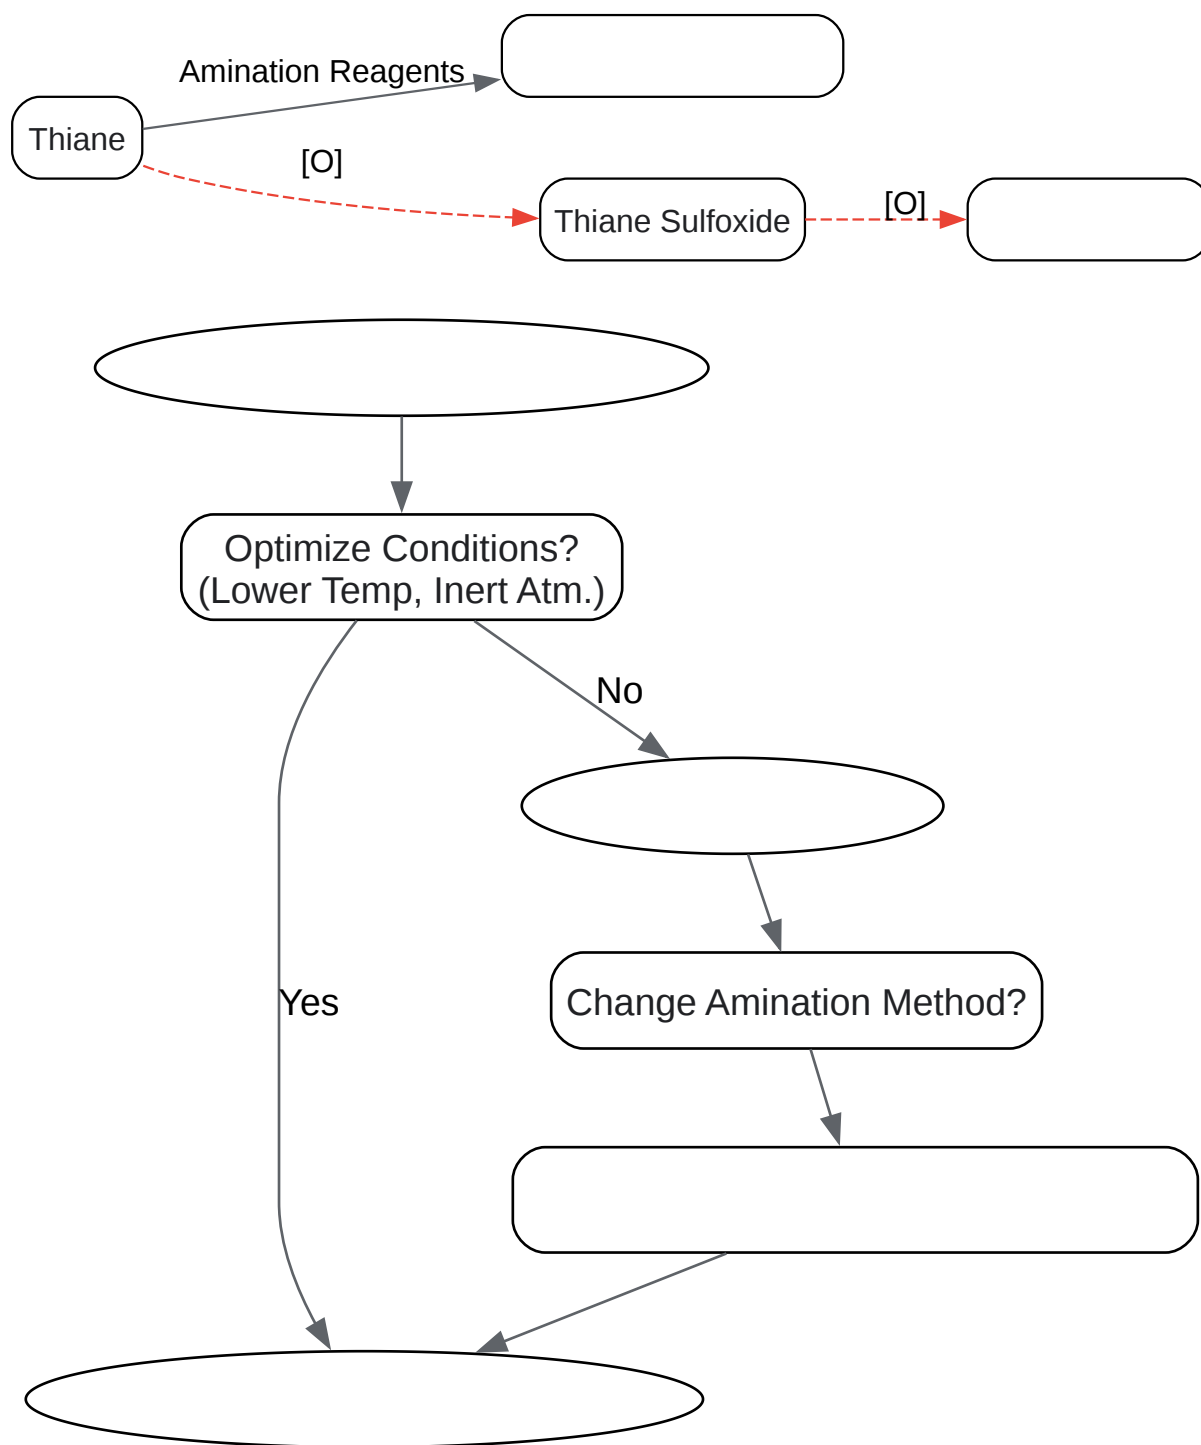 Amination Reagents
Thiane
[O]
Thiane Sulfoxide
[O]
Optimize Conditions?
(Lower Temp, Inert Atm.)
No
Yes
Change Amination Method?